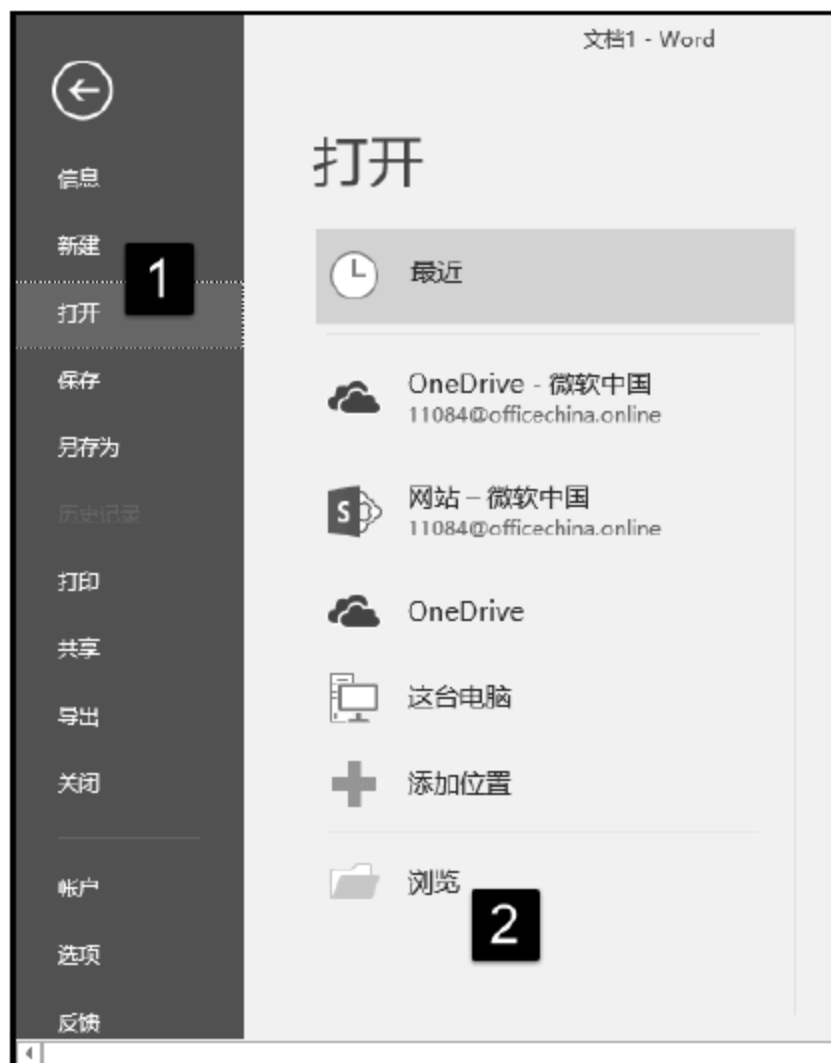 文档1 - Word
信息
新建
1
打开
保存
另存为
历史记录
打印
共享
导出
关闭
帐户
选项
反馈
打开
最近
OneDrive - 微软中国
11084@officechina.online
网站 – 微软中国
11084@officechina.online
OneDrive
这台电脑
添加位置
浏览
2